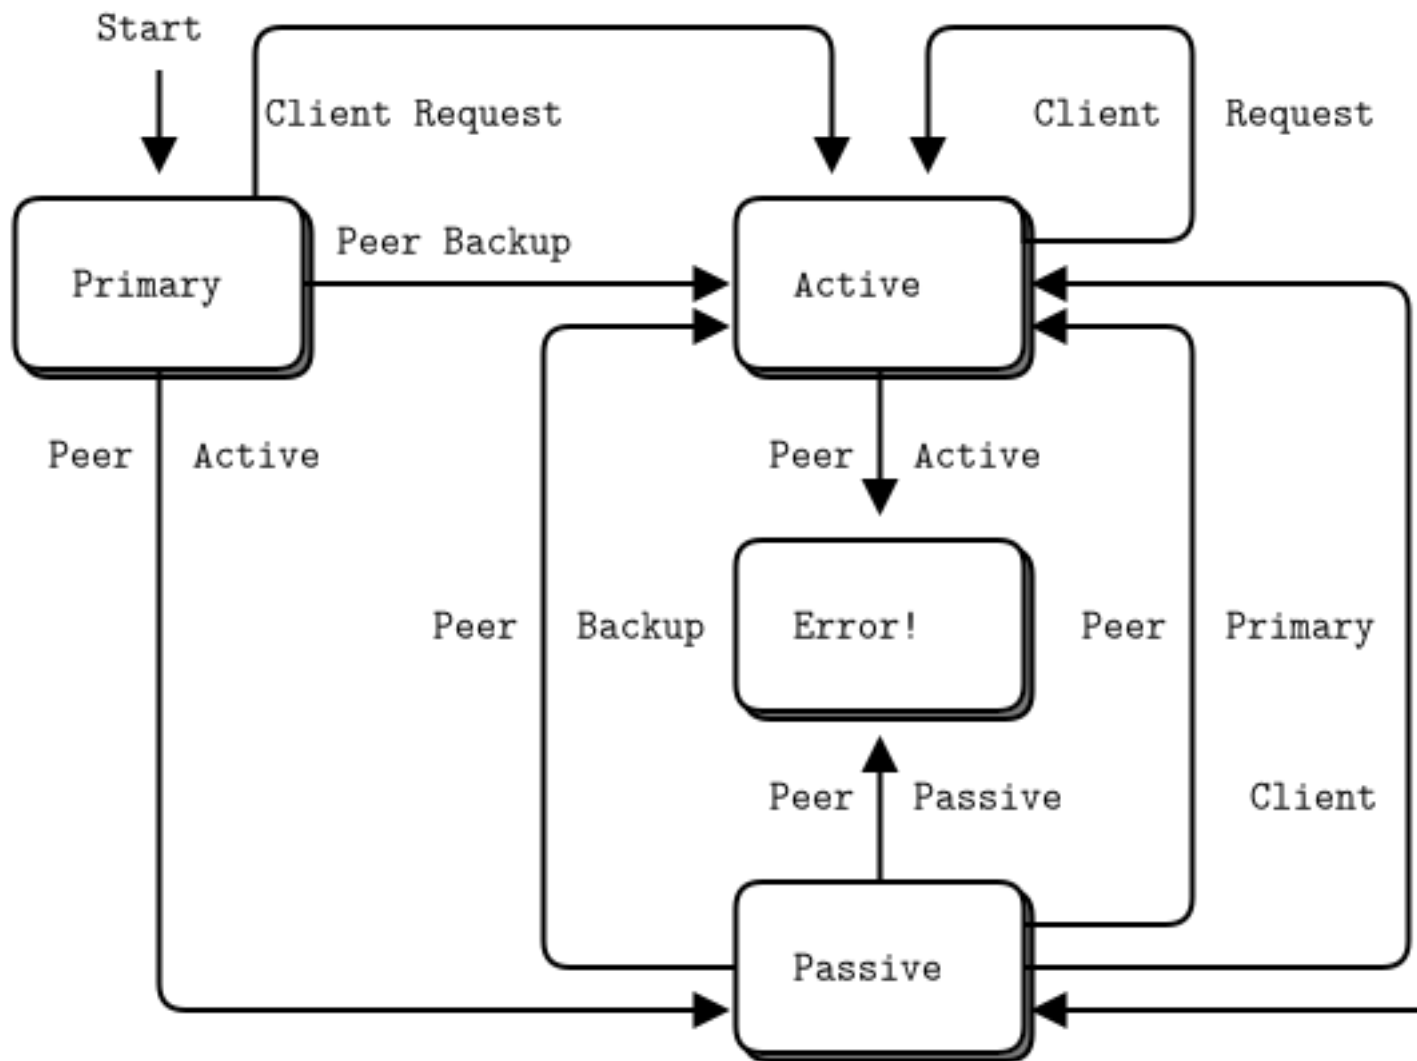 Start
Client Request
Client Request
Peer Backup
Primary
Active
Peer Active
Peer Active
Peer Backup
Error!
Peer Primary
Peer Passive
Client
Passive